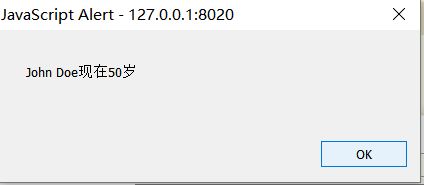 JavaScript Alert - 127.0.0.1:8020
John Doe现在50岁
OK